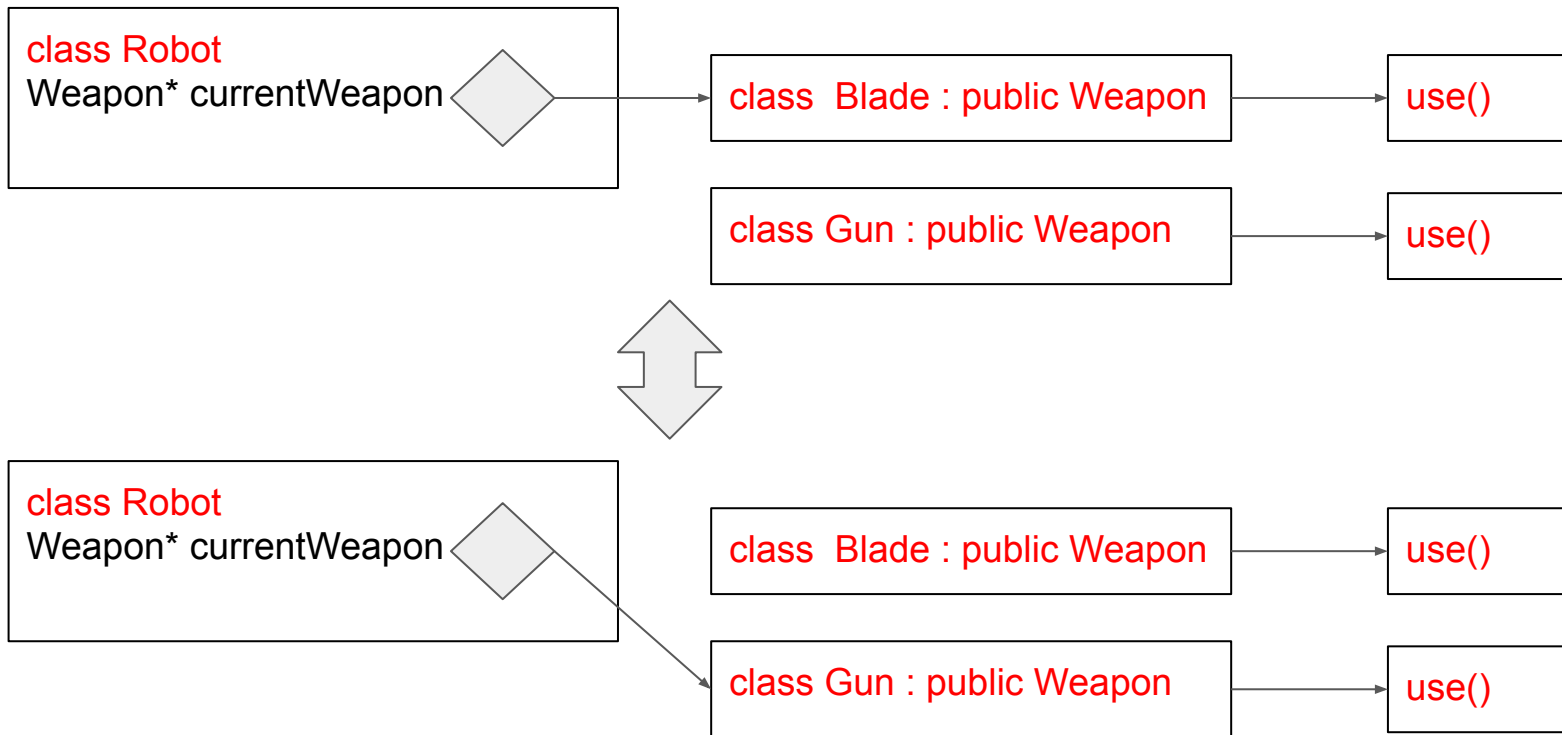 class Robot
Weapon* currentWeapon
class  Blade : public Weapon
use()
class Gun : public Weapon
use()
class Robot
Weapon* currentWeapon
class  Blade : public Weapon
use()
class Gun : public Weapon
use()